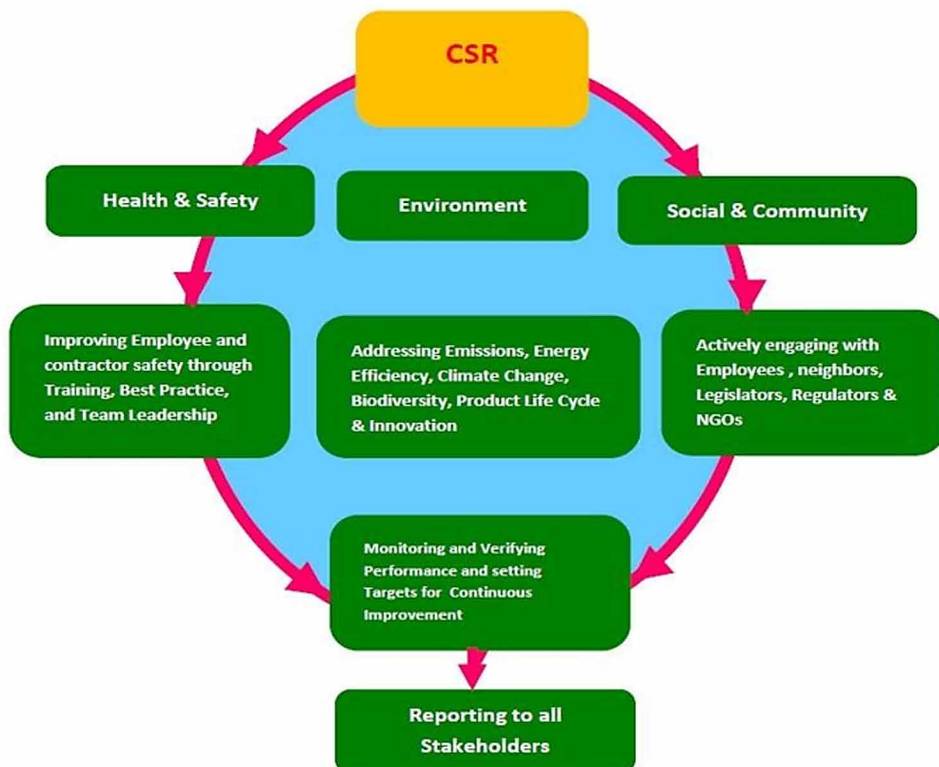 CSR
Health & Safety
Environment
Social & Community
Improving Employee and
contractor safety through
Training, Best Practice,
and Team Leadership
Addressing Emissions, Energy
Efficiency, Climate Change,
Biodiversity, Product Life Cycle
& Innovation
Actively engaging with
Employees , neighbors,
Legislators, Regulators &
NGOs
Monitoring and Verifying
Performance and setting
Targets for Continuous
Improvement
Reporting to all
Stakeholders